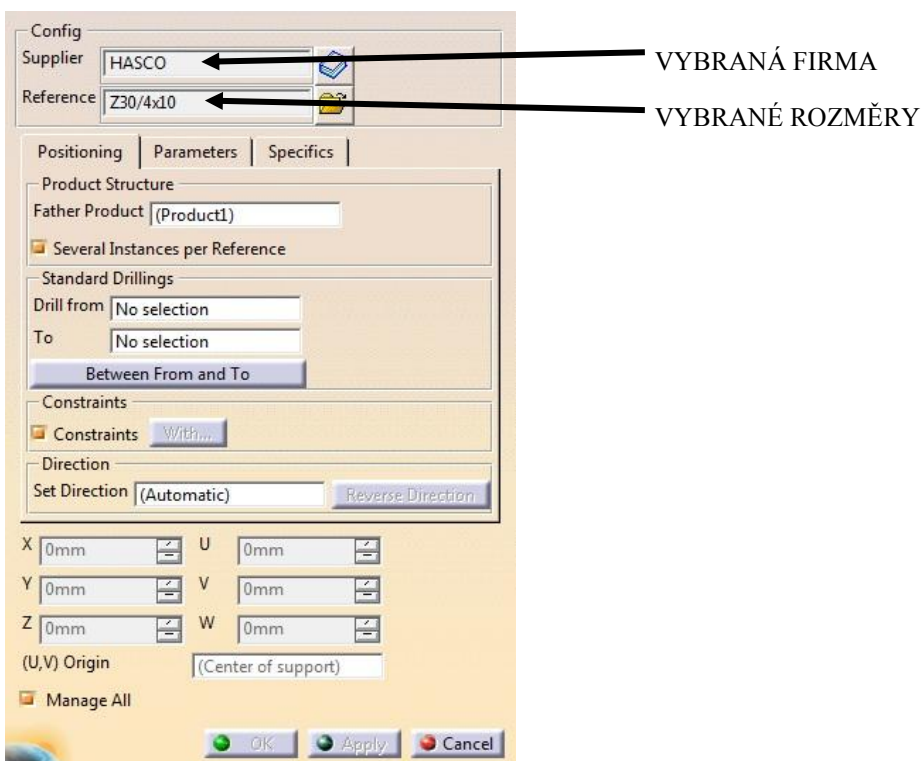 Config
Supplier HASCO VYBRANÁ FIRMA
Reference Z30/4x10 VYBRANÉ ROZMĚRY
Positioning Parameters Specifics
Product Structure
Father Product (Product1)
Several Instances per Reference
Standard Drillings
Drill from No selection
To No selection
Between From and To
Constraints
Constraints With...
Direction
Set Direction (Automatic) Reverse Direction
X 0mm U 0mm
Y 0mm V 0mm
Z 0mm W 0mm
(U,V) Origin (Center of support)
Manage All
OK Apply Cancel